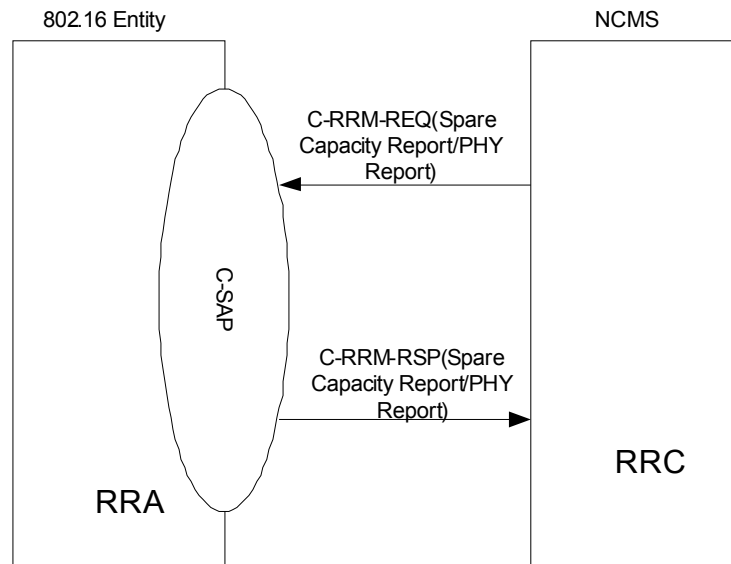 802.16 Entity
NCMS
C-RRM-REQ(Spare
Capacity Report/PHY
Report)
C-SAP
C-RRM-RSP(Spare
Capacity Report/PHY
Report)
RRC
RRA